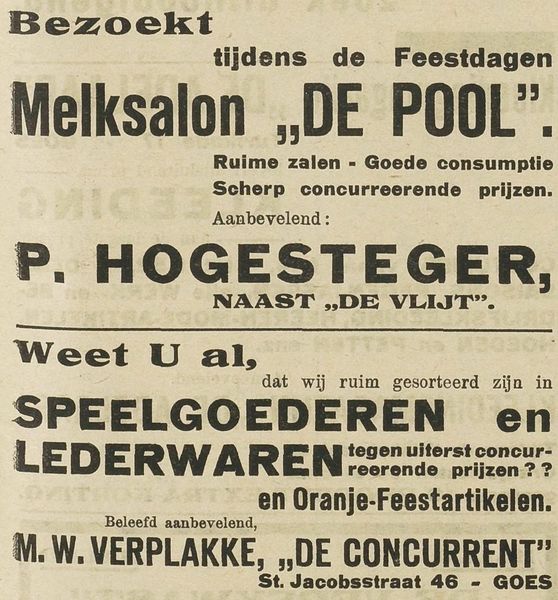 Bezoekt
tijdens de Feestdagen
Melksalon „DE POOL”.
Ruime zalen - Goede consumptie
Scherp concurreerende prijzen.
Aanbevelend:
P. HOGESTEGER,
NAAST „DE VLIJT”.
Weet U al,
dat wij ruim gesorteerd zijn in
SPEELGOEDEREN en
LEDERWAREN tegen uiterst concur-
reerende prijzen??
en Oranje-Feestartikelen.
Beleefd aanbevelend,
M. W. VERPLAKKE, „DE CONCURRENT”
St. Jacobsstraat 46 - GOES